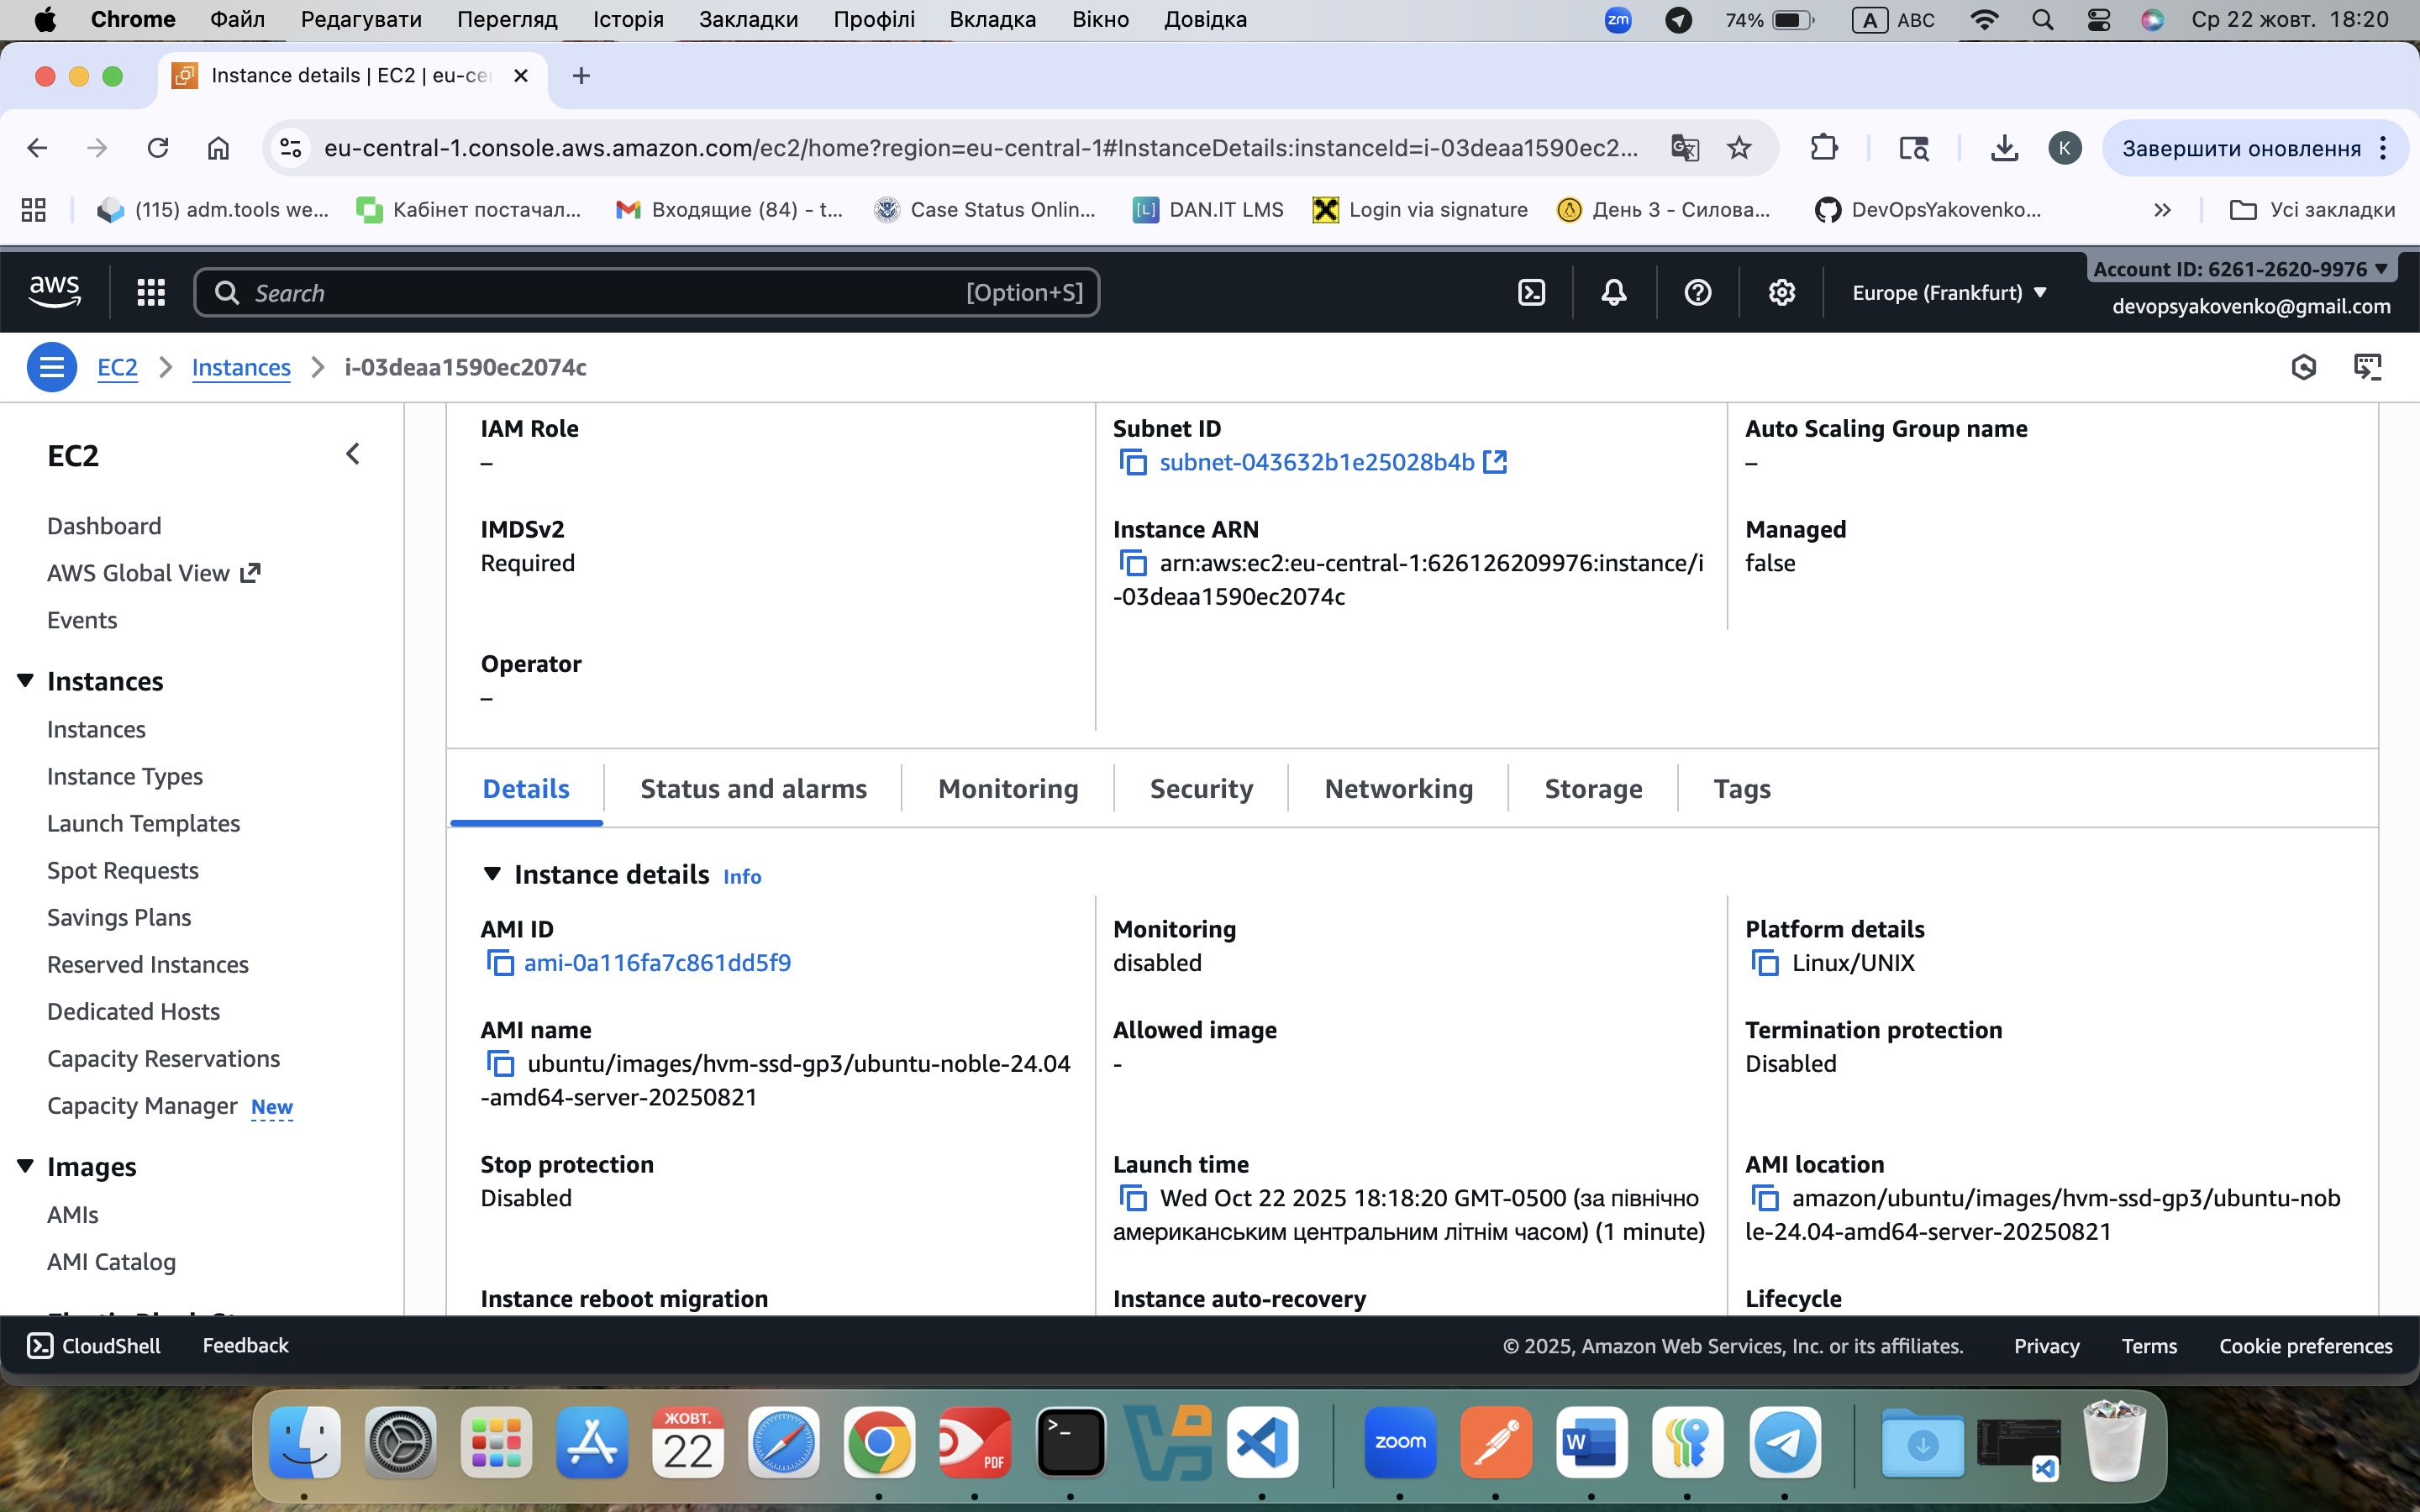 Chrome Файл Редагувати Перегляд Історія Закладки Профілі Вкладка Вікно Довідка zm 74% A ABC Ср 22 жовт. 18:20
Instance details | EC2 | eu-cer
eu-central-1.console.aws.amazon.com/ec2/home?region=eu-central-1#InstanceDetails:instanceId=i-03deaa1590ec2... K Завершити оновлення
(115) adm.tools we... Кабінет постачал... Входящие (84) - t... Case Status Onlin... [L] DAN.IT LMS Login via signature День 3 - Силова... DevOpsYakovenko... Усі закладки
aws Search [Option+S] Europe (Frankfurt) Account ID: 6261-2620-9976
devopsyakovenko@gmail.com
EC2 Instances i-03deaa1590ec2074c
EC2
Dashboard
AWS Global View
Events
Instances
Instances
Instance Types
Launch Templates
Spot Requests
Savings Plans
Reserved Instances
Dedicated Hosts
Capacity Reservations
Capacity Manager New
Images
AMIs
AMI Catalog
IAM Role
–
Subnet ID
subnet-043632b1e25028b4b
Auto Scaling Group name
–
IMDSv2
Required
Instance ARN
arn:aws:ec2:eu-central-1:626126209976:instance/i
-03deaa1590ec2074c
Managed
false
Operator
–
Details Status and alarms Monitoring Security Networking Storage Tags
Instance details Info
AMI ID
ami-0a116fa7c861dd5f9
Monitoring
disabled
Platform details
Linux/UNIX
AMI name
ubuntu/images/hvm-ssd-gp3/ubuntu-noble-24.04
-amd64-server-20250821
Allowed image
-
Termination protection
Disabled
Stop protection
Disabled
Launch time
Wed Oct 22 2025 18:18:20 GMT-0500 (за північно
американським центральним літнім часом) (1 minute)
AMI location
amazon/ubuntu/images/hvm-ssd-gp3/ubuntu-nob
le-24.04-amd64-server-20250821
Instance reboot migration
Instance auto-recovery
Lifecycle
CloudShell Feedback © 2025, Amazon Web Services, Inc. or its affiliates. Privacy Terms Cookie preferences
ЖОВТ.
22
PDF
zoom
W